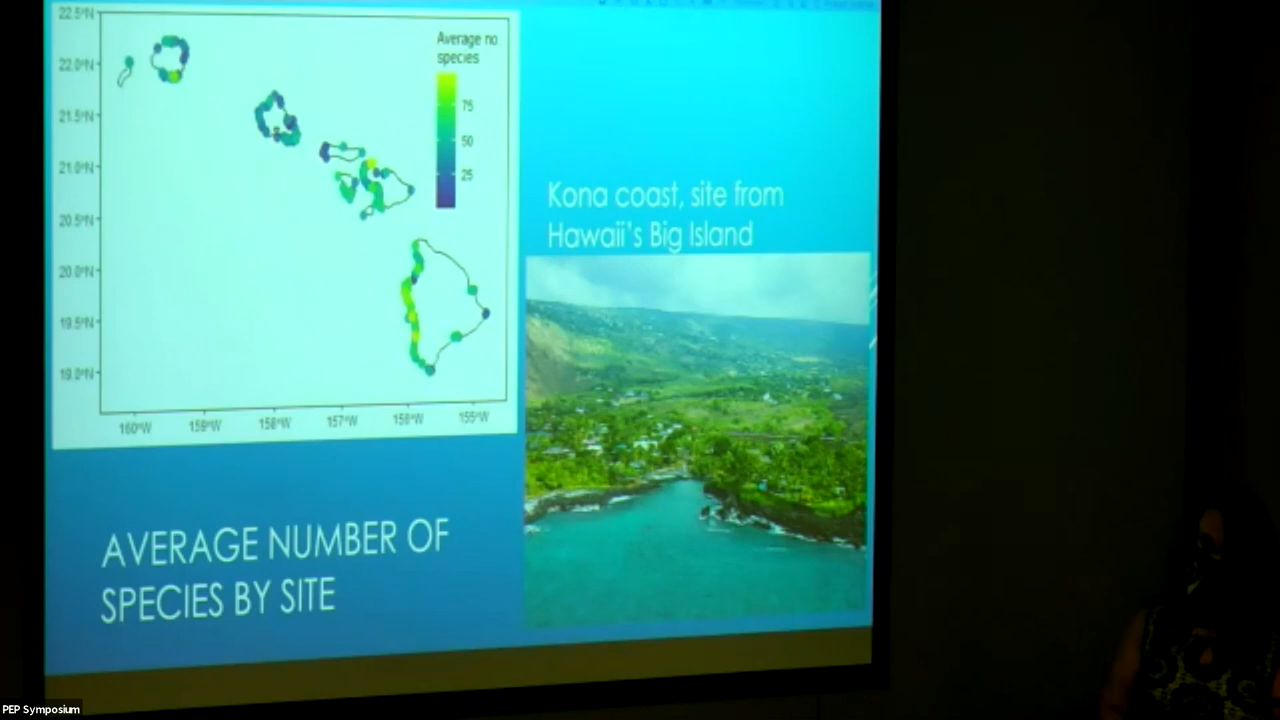 22.5°N
22.0°N
21.5°N
21.0°N
20.5°N
20.0°N
19.5°N
19.0°N
160°W
159°W
158°W
157°W
156°W
155°W
Average no
species
75
50
25
Kona coast, site from
Hawaii's Big Island
AVERAGE NUMBER OF
SPECIES BY SITE
PEP Symposium